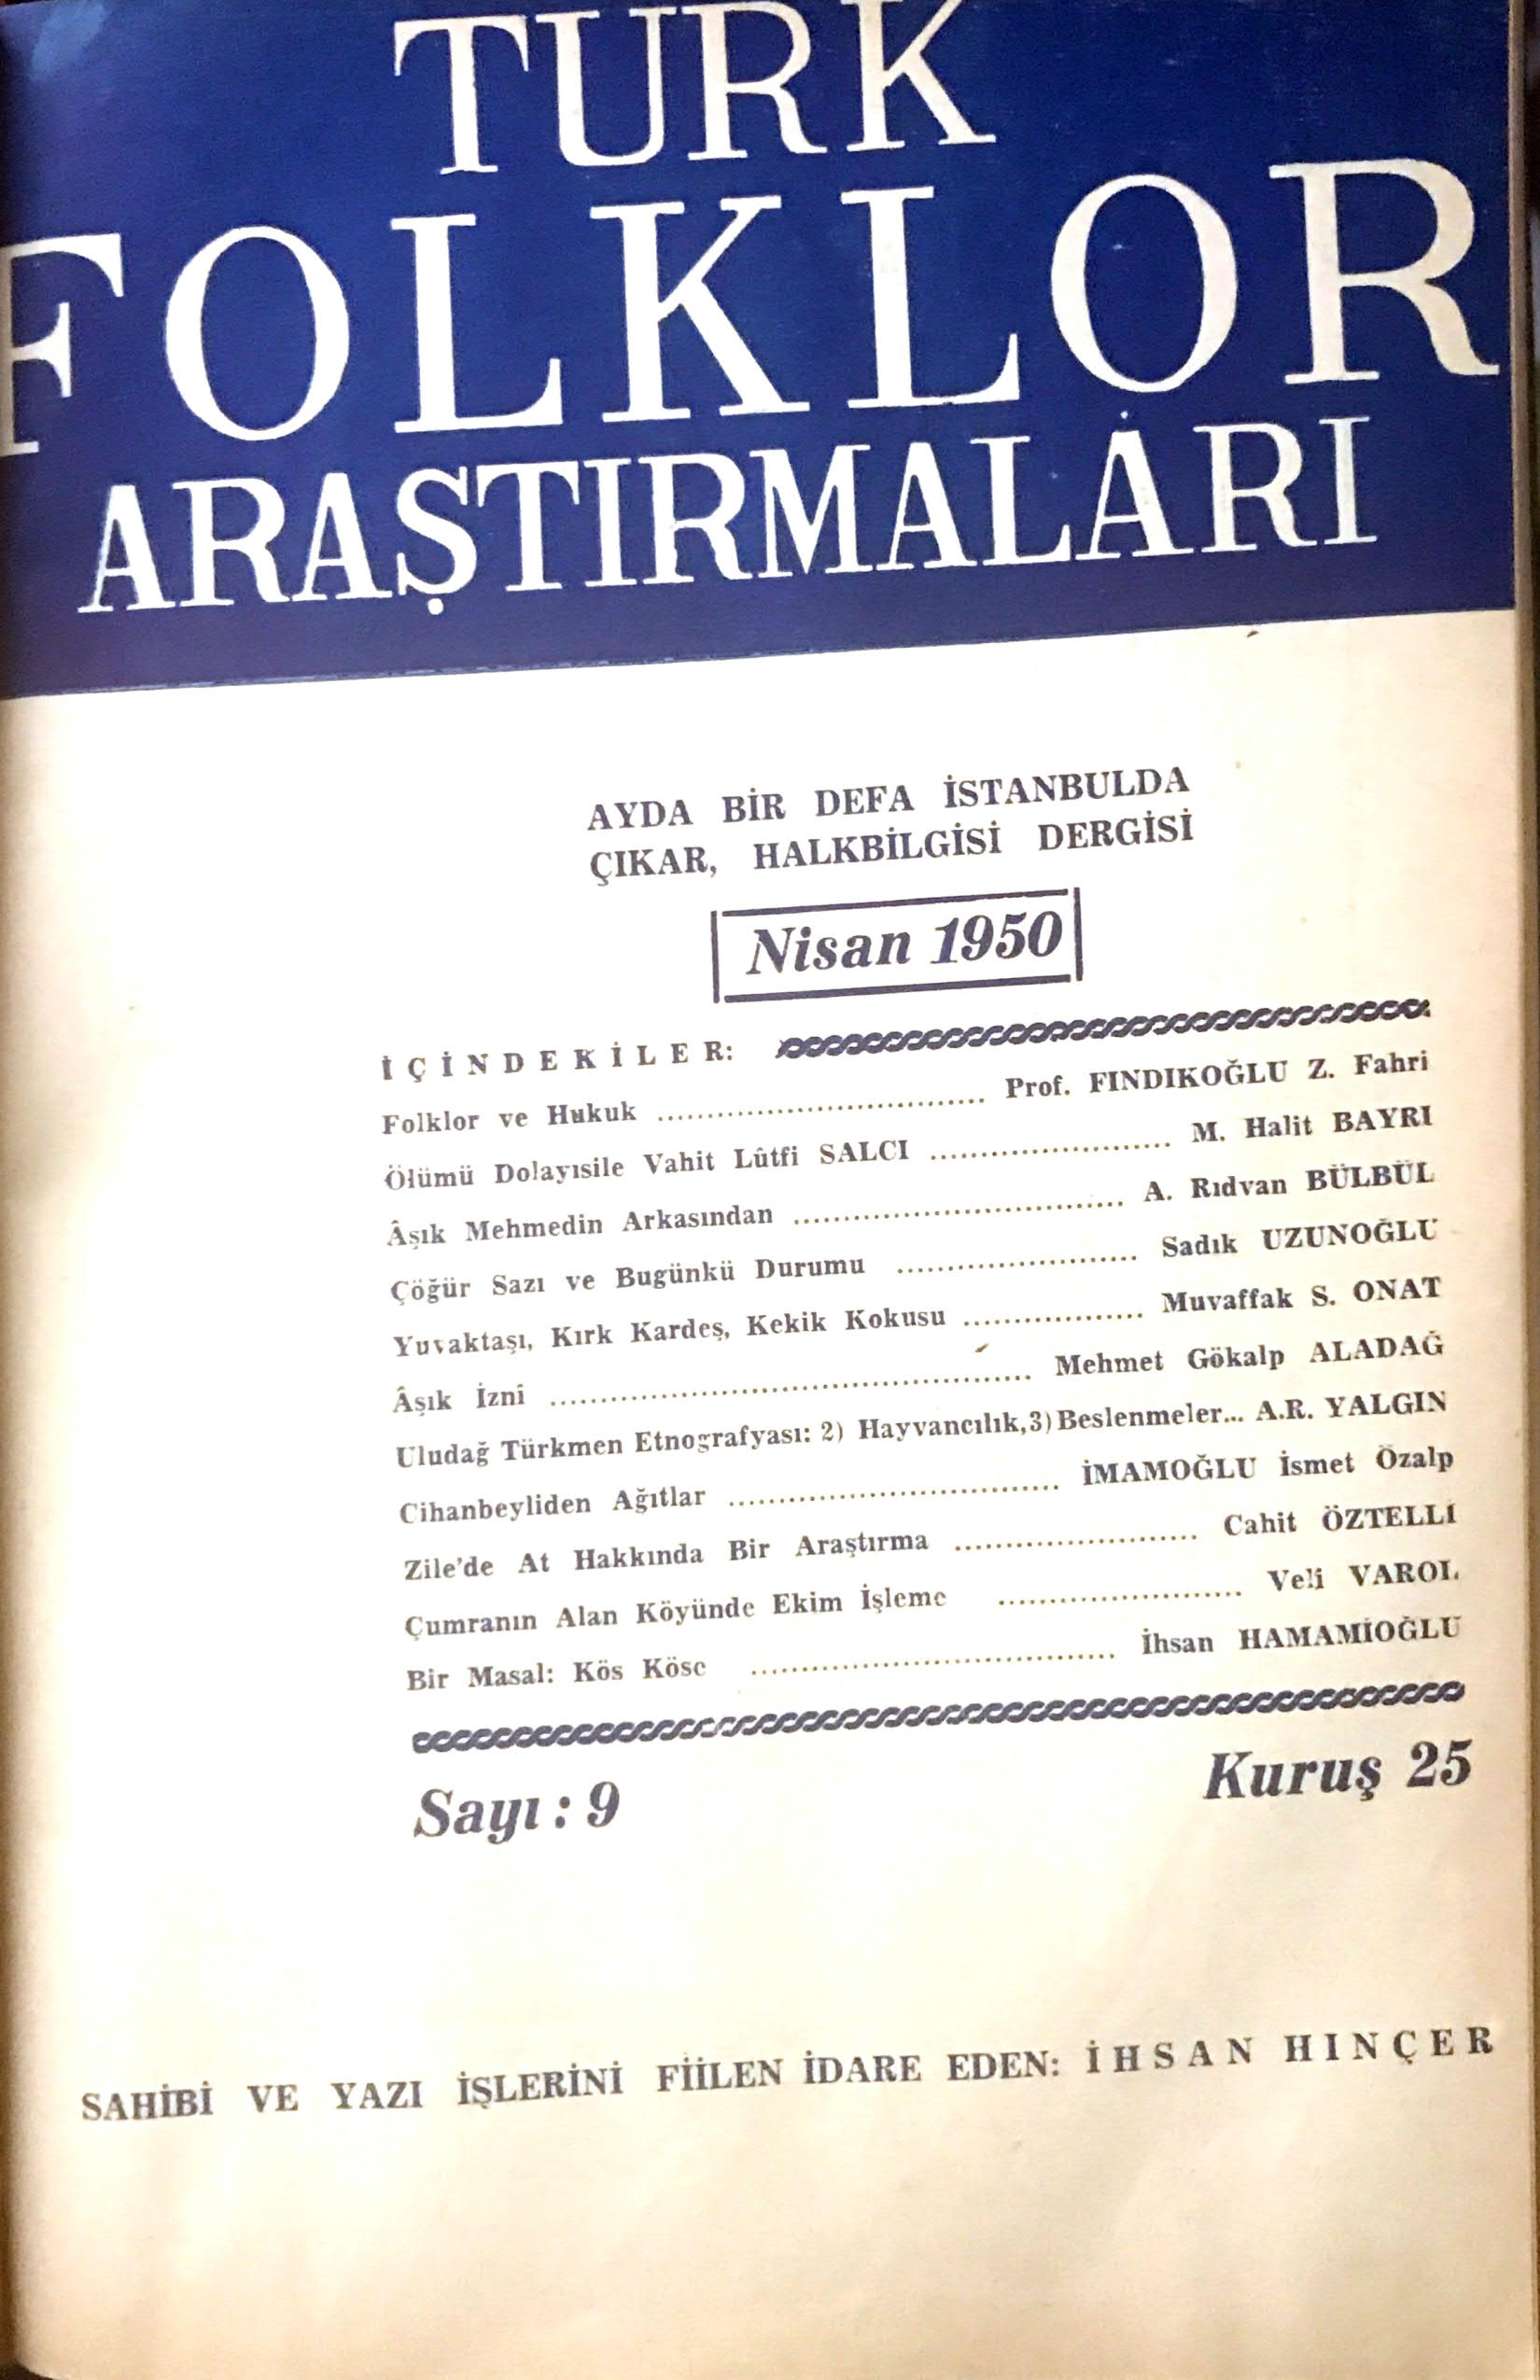 TÜRK
FOLKLOR
ARAŞTIRMALARI
AYDA BİR DEFA İSTANBULDA
ÇIKAR, HALKBİLGİSİ DERGİSİ
Nisan 1950
İÇİNDEKİLER:
Folklor ve Hukuk ................................ Prof. FINDIKOĞLU Z. Fahri
Ölümü Dolayısile Vahit Lûtfi SALCI ........................ M. Halit BAYRI
Âşık Mehmedin Arkasından ................................ A. Rıdvan BÜLBÜL
Çöğür Sazı ve Bugünkü Durumu ........................ Sadık UZUNOĞLU
Yuvaktaşı, Kırk Kardeş, Kekik Kokusu .................. Muvaffak S. ONAT
Âşık İznî ................................................ Mehmet Gökalp ALADAĞ
Uludağ Türkmen Etnografyası: 2) Hayvancılık,3) Beslenmeler... A.R. YALGIN
Cihanbeyliden Ağıtlar ................................ İMAMOĞLU İsmet Özalp
Zile'de At Hakkında Bir Araştırma ........................ Cahit ÖZTELLİ
Çumranın Alan Köyünde Ekim İşleme ........................ Veli VAROL
Bir Masal: Kös Köse .................................... İhsan HAMAMİOĞLU
Sayı: 9 Kuruş 25
SAHİBİ VE YAZI İŞLERİNİ FİİLEN İDARE EDEN: İHSAN HINÇER